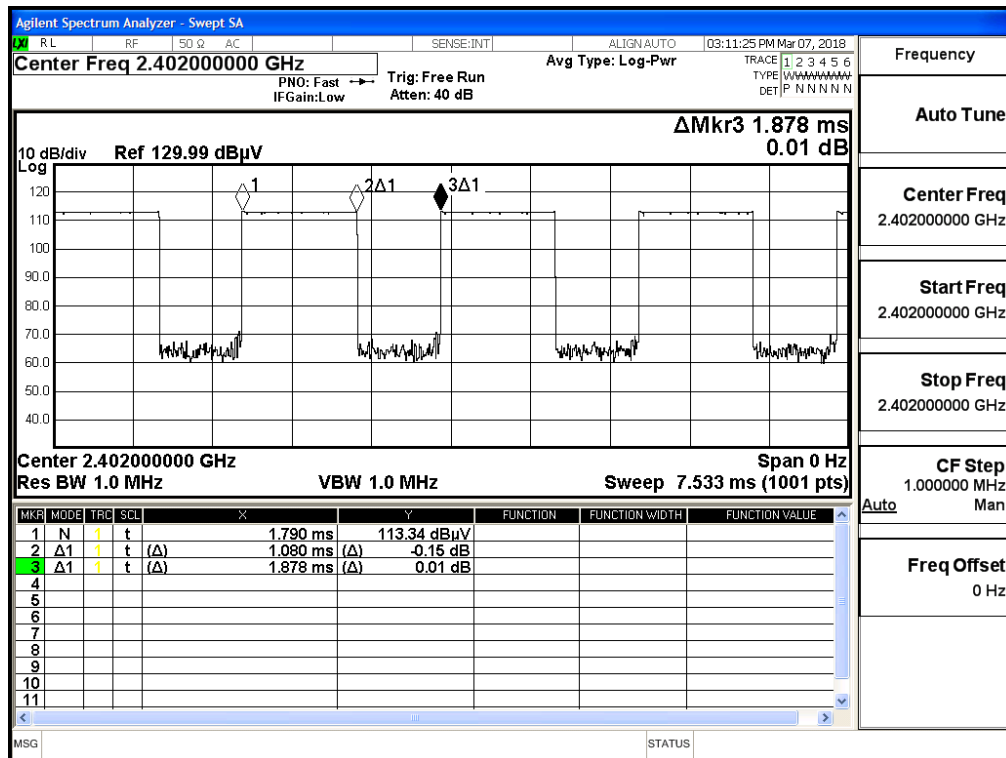 Agilent Spectrum Analyzer - Swept SA
LXI RL RF 50 Ω AC SENSE:INT ALIGNAUTO 03:11:25 PM Mar 07, 2018
Center Freq 2.402000000 GHz
PNO: Fast
IFGain:Low
Trig: Free Run
Atten: 40 dB
Avg Type: Log-Pwr
TRACE 1 2 3 4 5 6
TYPE WWWWWW
DET P N N N N N
ΔMkr3 1.878 ms
0.01 dB
10 dB/div Ref 129.99 dBµV
Log
1
2Δ1
3Δ1
120
110
100
90.0
80.0
70.0
60.0
50.0
40.0
Center 2.402000000 GHz Span 0 Hz
Res BW 1.0 MHz VBW 1.0 MHz Sweep 7.533 ms (1001 pts)
MKR MODE TRC SCL X Y FUNCTION FUNCTION WIDTH FUNCTION VALUE
1 N 1 t 1.790 ms 113.34 dBµV
2 Δ1 1 t (Δ) 1.080 ms (Δ) -0.15 dB
3 Δ1 1 t (Δ) 1.878 ms (Δ) 0.01 dB
4
5
6
7
8
9
10
11
MSG STATUS
Frequency
Auto Tune
Center Freq
2.402000000 GHz
Start Freq
2.402000000 GHz
Stop Freq
2.402000000 GHz
CF Step
1.000000 MHz
Auto Man
Freq Offset
0 Hz